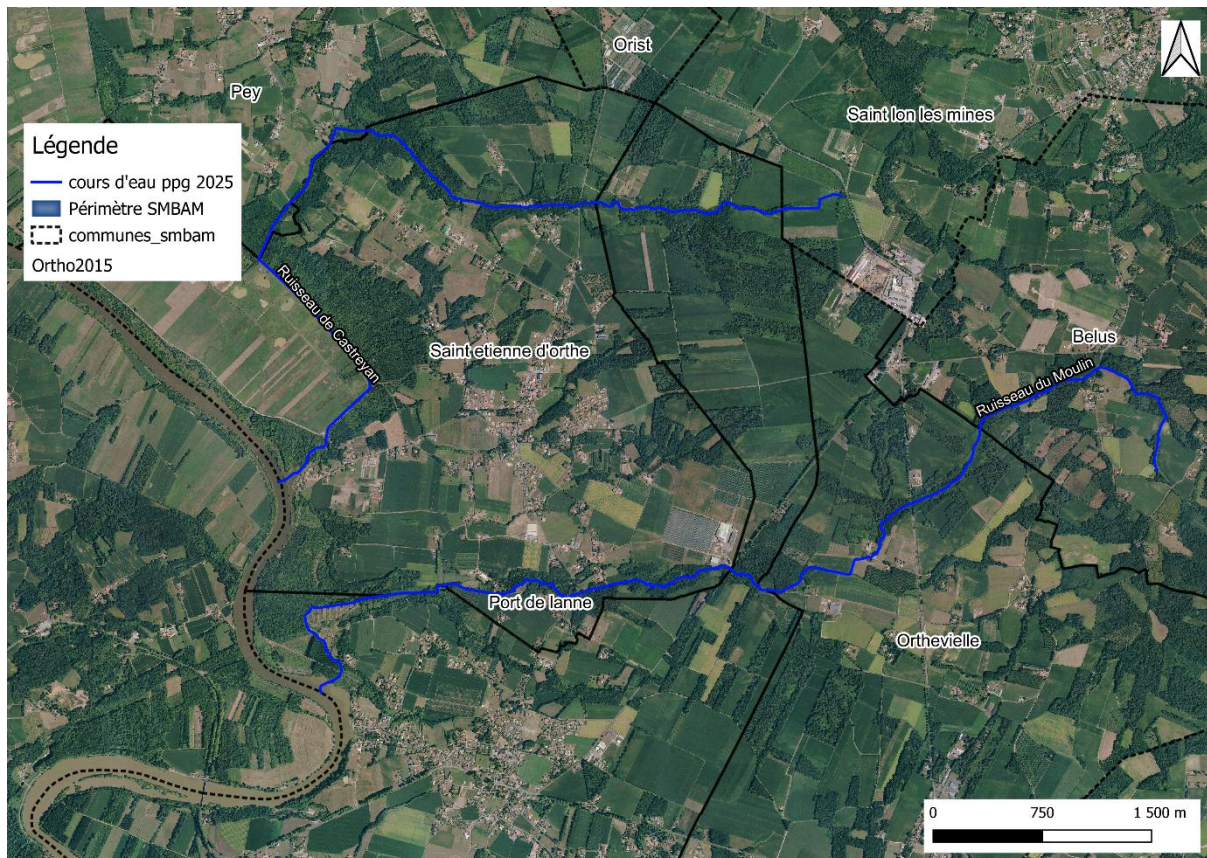 Orist
Pey
Saint lon les mines
Légende
cours d'eau ppg 2025
Périmètre SMBAM
communes_smbam
Ortho2015
Ruisseau de Castreyan
Saint etienne d'orthe
Belus
Ruisseau du Moulin
Port de lanne
Orthevielle
0 750 1 500 m